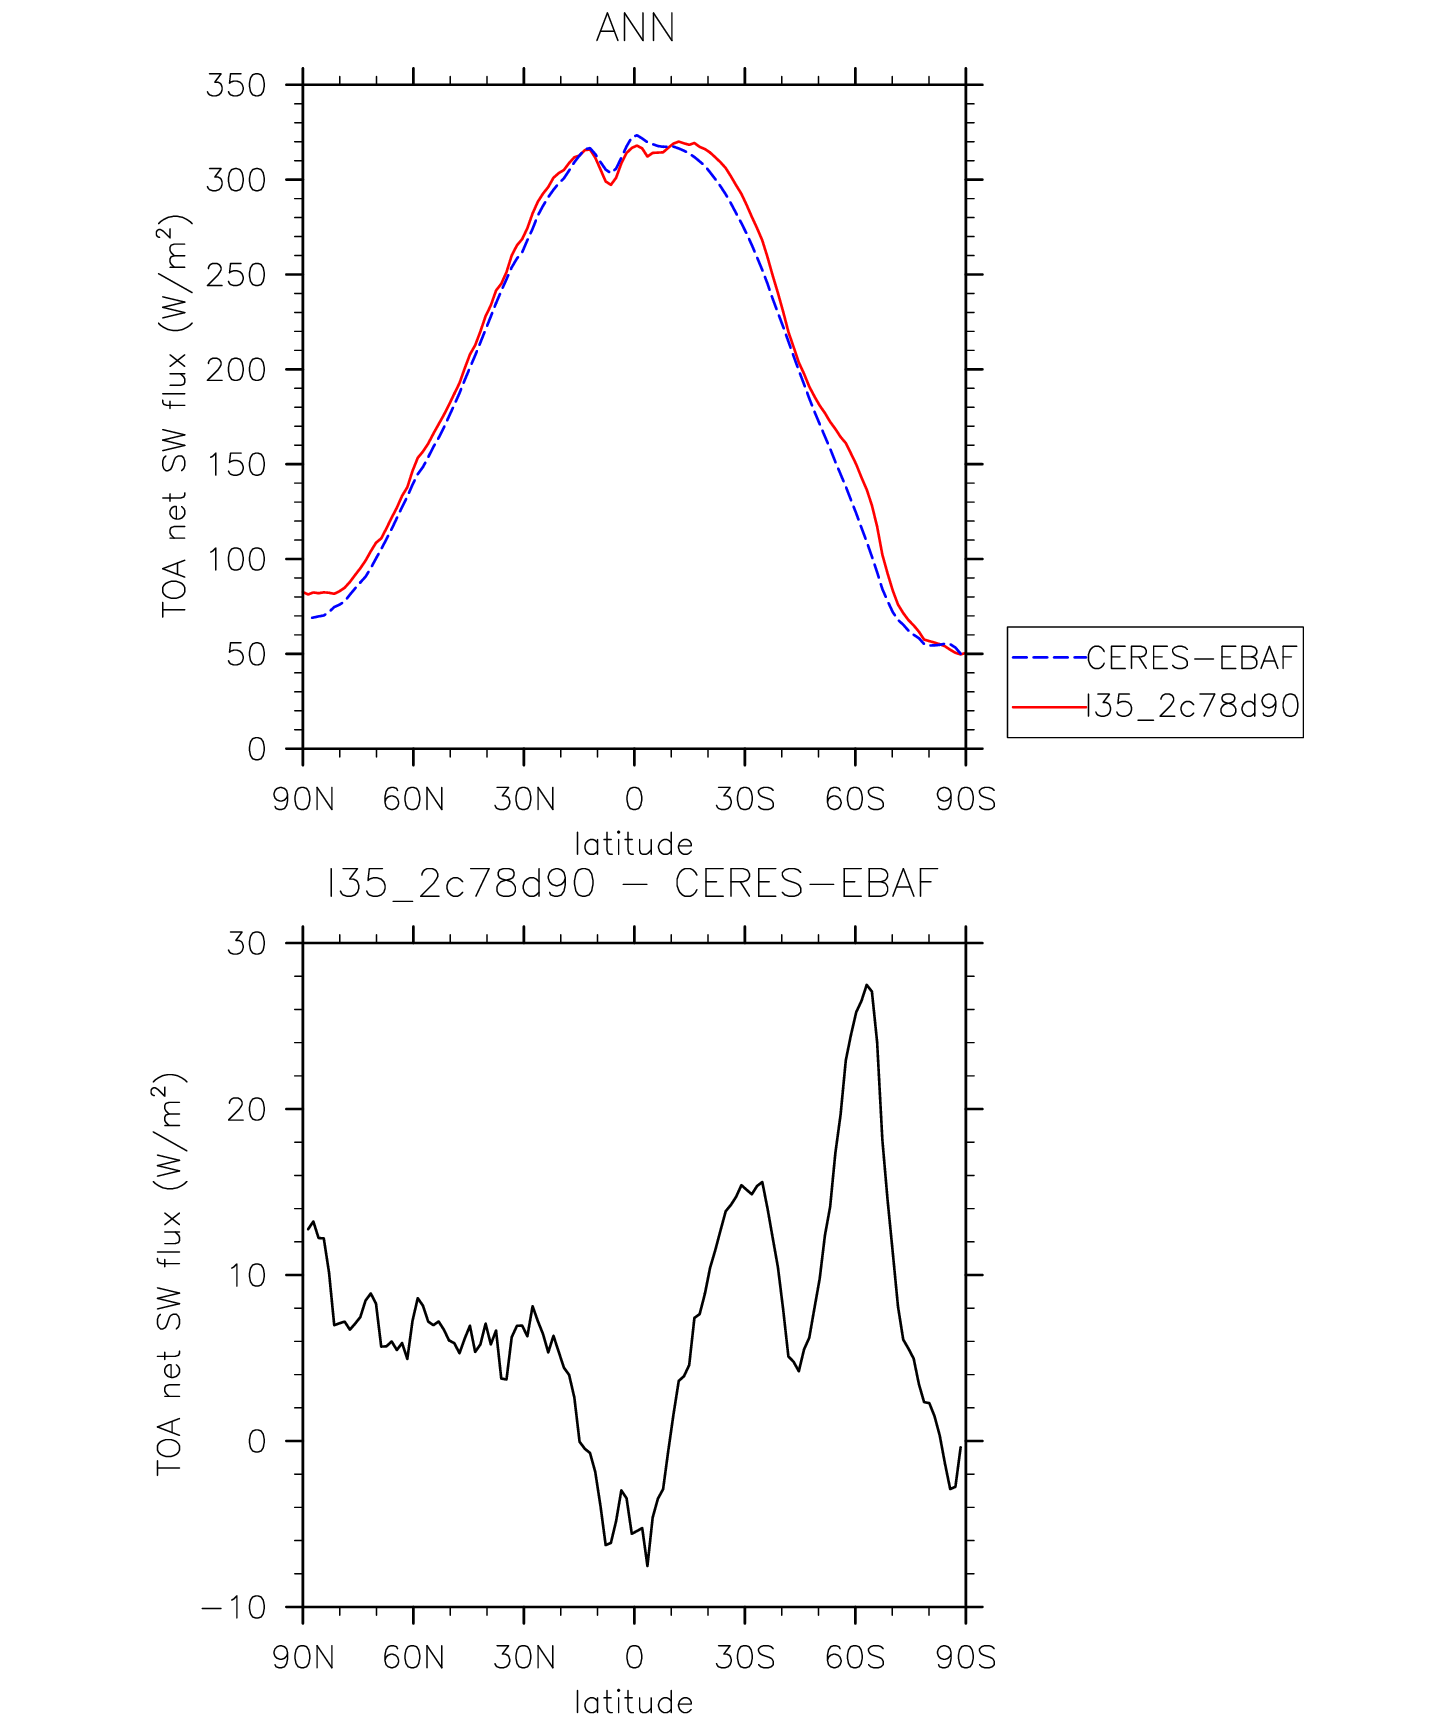 ANN
350
300
250
200
150
100
50
0
TOA net SW flux (W/m²)
90N 60N 30N 0 30S 60S 90S
latitude
CERES-EBAF
I35_2c78d90
I35_2c78d90 - CERES-EBAF
30
20
10
0
-10
TOA net SW flux (W/m²)
90N 60N 30N 0 30S 60S 90S
latitude